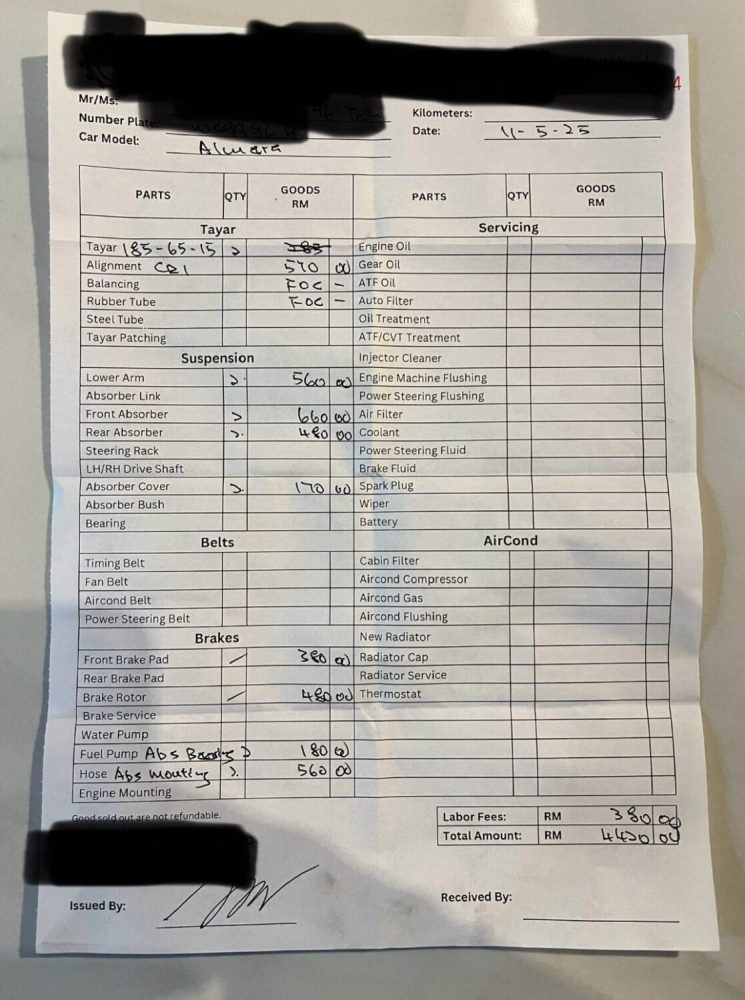 Mr/Ms:
Number Plate:
Car Model: Almera
Kilometers:
Date: 11-5-25
PARTS QTY GOODS RM PARTS QTY GOODS RM
Tayar Servicing
Tayar 185-65-15 2 Engine Oil
Alignment 570 00 Gear Oil
Balancing FOC - ATF Oil
Rubber Tube FOC - Auto Filter
Steel Tube Oil Treatment
Tayar Patching ATF/CVT Treatment
Suspension Injector Cleaner
Lower Arm 2. 560 00 Engine Machine Flushing
Absorber Link Power Steering Flushing
Front Absorber 2 660 00 Air Filter
Rear Absorber 2. 480 00 Coolant
Steering Rack Power Steering Fluid
LH/RH Drive Shaft Brake Fluid
Absorber Cover 2. 170 00 Spark Plug
Absorber Bush Wiper
Bearing Battery
Belts AirCond
Timing Belt Cabin Filter
Fan Belt Aircond Compressor
Aircond Belt Aircond Gas
Power Steering Belt Aircond Flushing
Brakes New Radiator
Front Brake Pad / 380 00 Radiator Cap
Rear Brake Pad Radiator Service
Brake Rotor / 480 00 Thermostat
Brake Service
Water Pump
Fuel Pump Abs 2 180 00
Hose Abs Mouting 2. 560 00
Engine Mounting
Good sold out are not refundable.
Labor Fees: RM 380 00
Total Amount: RM 4420 00
Issued By:
Received By: